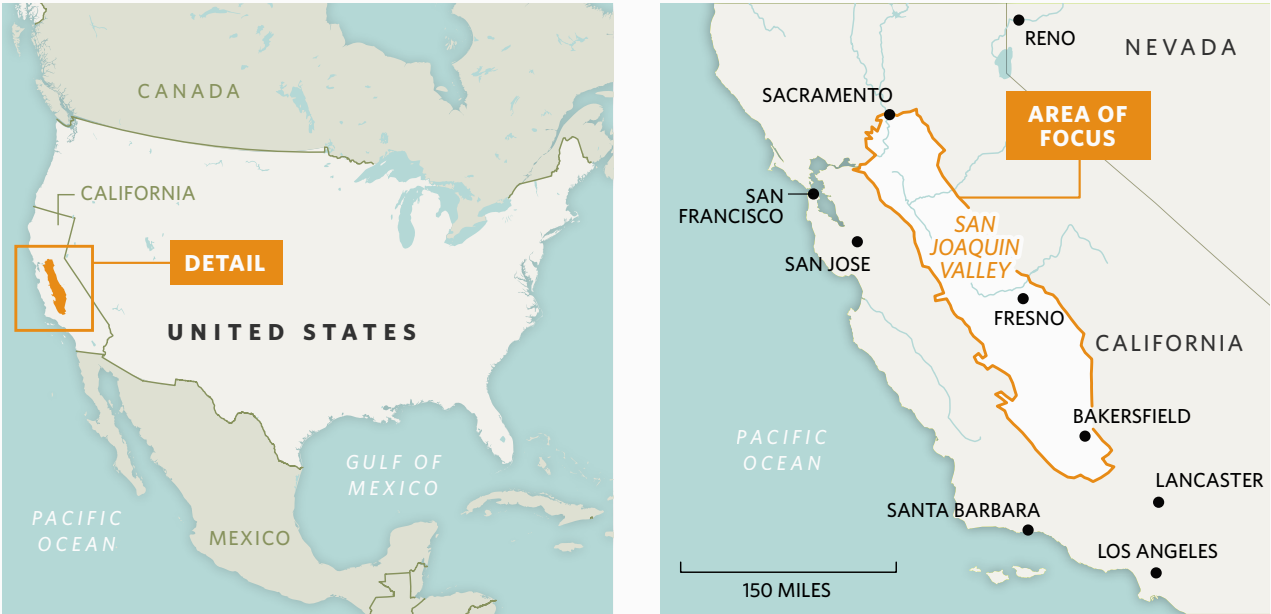 CANADA
CALIFORNIA
DETAIL
UNITED STATES
GULF OF
MEXICO
PACIFIC
OCEAN
MEXICO
RENO
NEVADA
SACRAMENTO
AREA OF
FOCUS
SAN
FRANCISCO
SAN
JOAQUIN
VALLEY
SAN JOSE
FRESNO
CALIFORNIA
BAKERSFIELD
PACIFIC
OCEAN
LANCASTER
SANTA BARBARA
LOS ANGELES
150 MILES